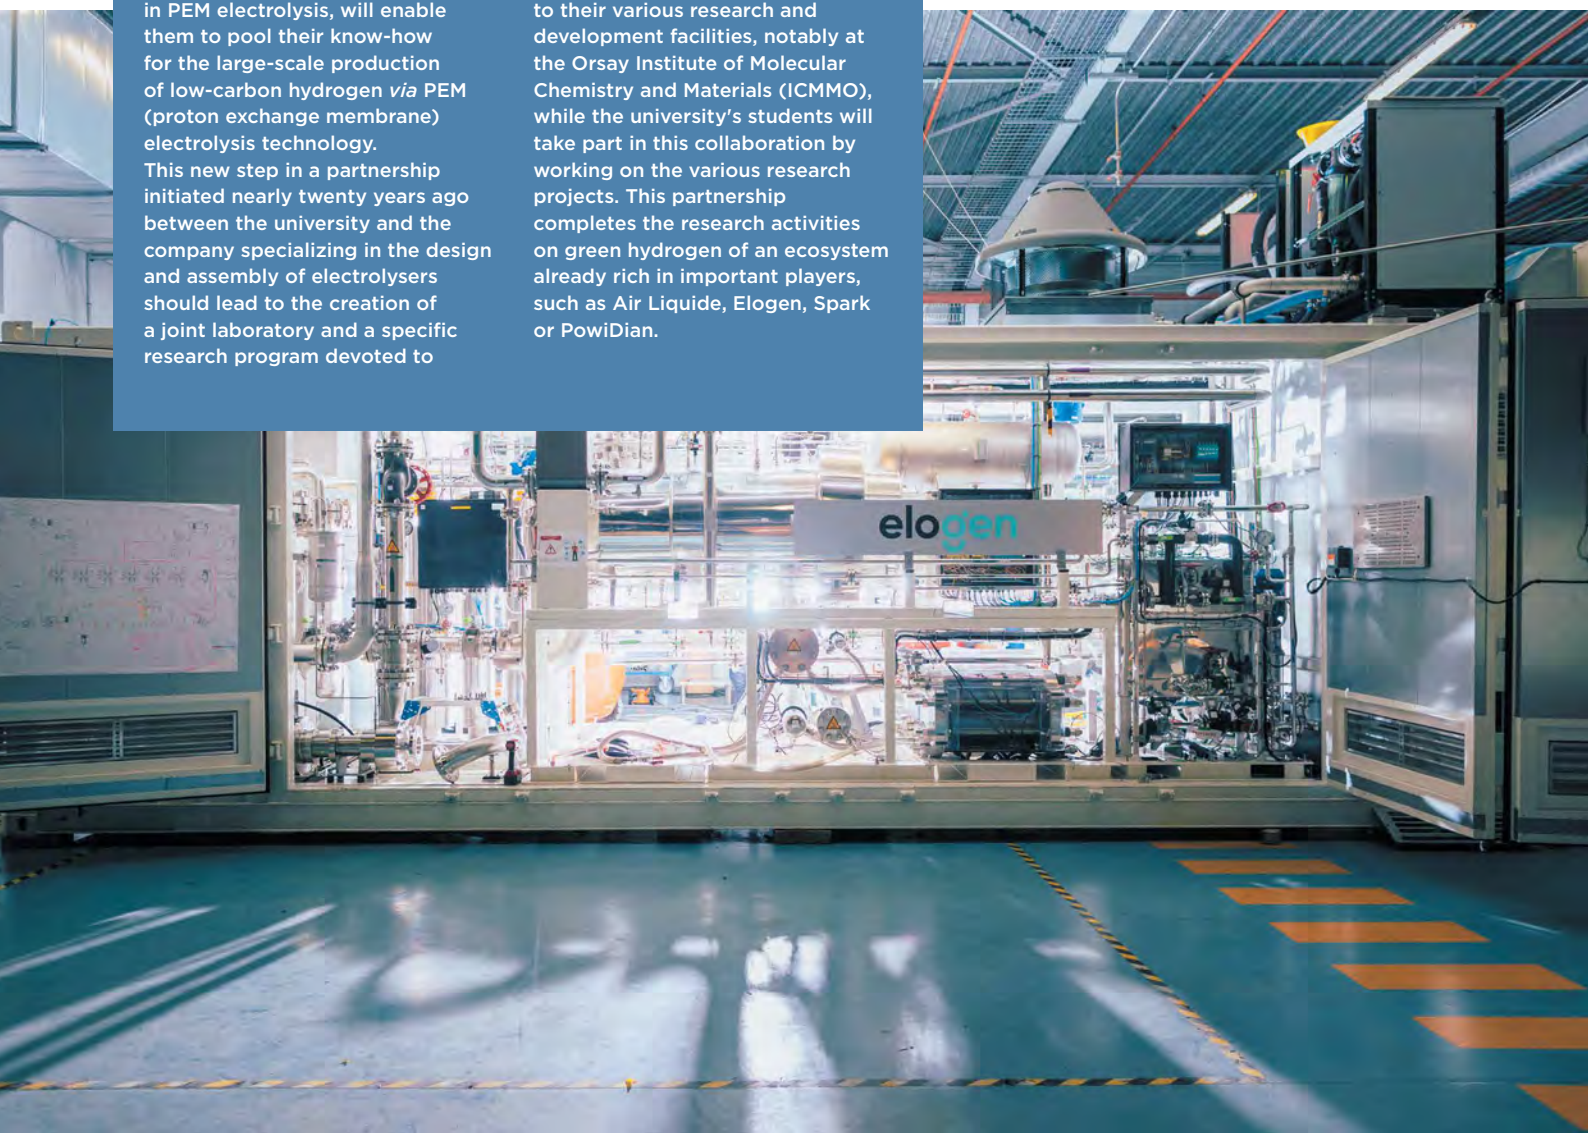 in PEM electrolysis, will enable
them to pool their know-how
for the large-scale production
of low-carbon hydrogen via PEM
(proton exchange membrane)
electrolysis technology.
This new step in a partnership
initiated nearly twenty years ago
between the university and the
company specializing in the design
and assembly of electrolysers
should lead to the creation of
a joint laboratory and a specific
research program devoted to
to their various research and
development facilities, notably at
the Orsay Institute of Molecular
Chemistry and Materials (ICMMO),
while the university's students will
take part in this collaboration by
working on the various research
projects. This partnership
completes the research activities
on green hydrogen of an ecosystem
already rich in important players,
such as Air Liquide, Elogen, Spark
or PowiDian.
elogen